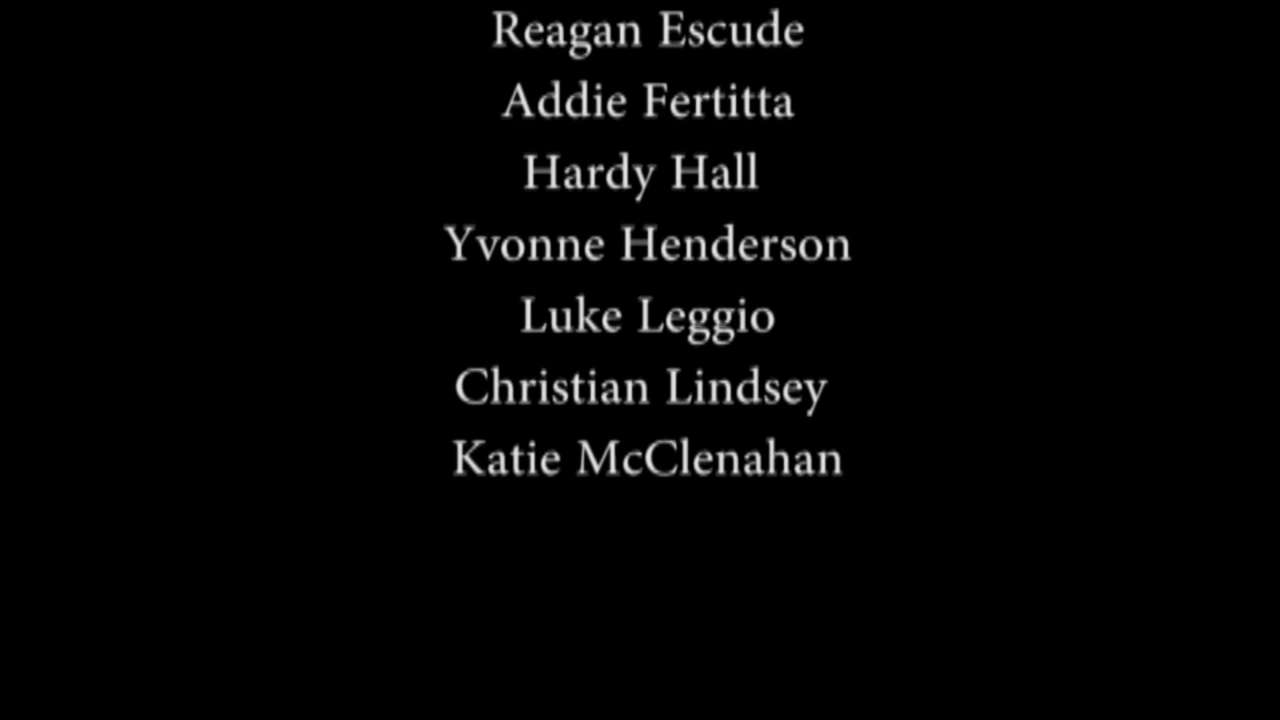 Reagan Escude
Addie Fertitta
Hardy Hall
Yvonne Henderson
Luke Leggio
Christian Lindsey
Katie McClenahan